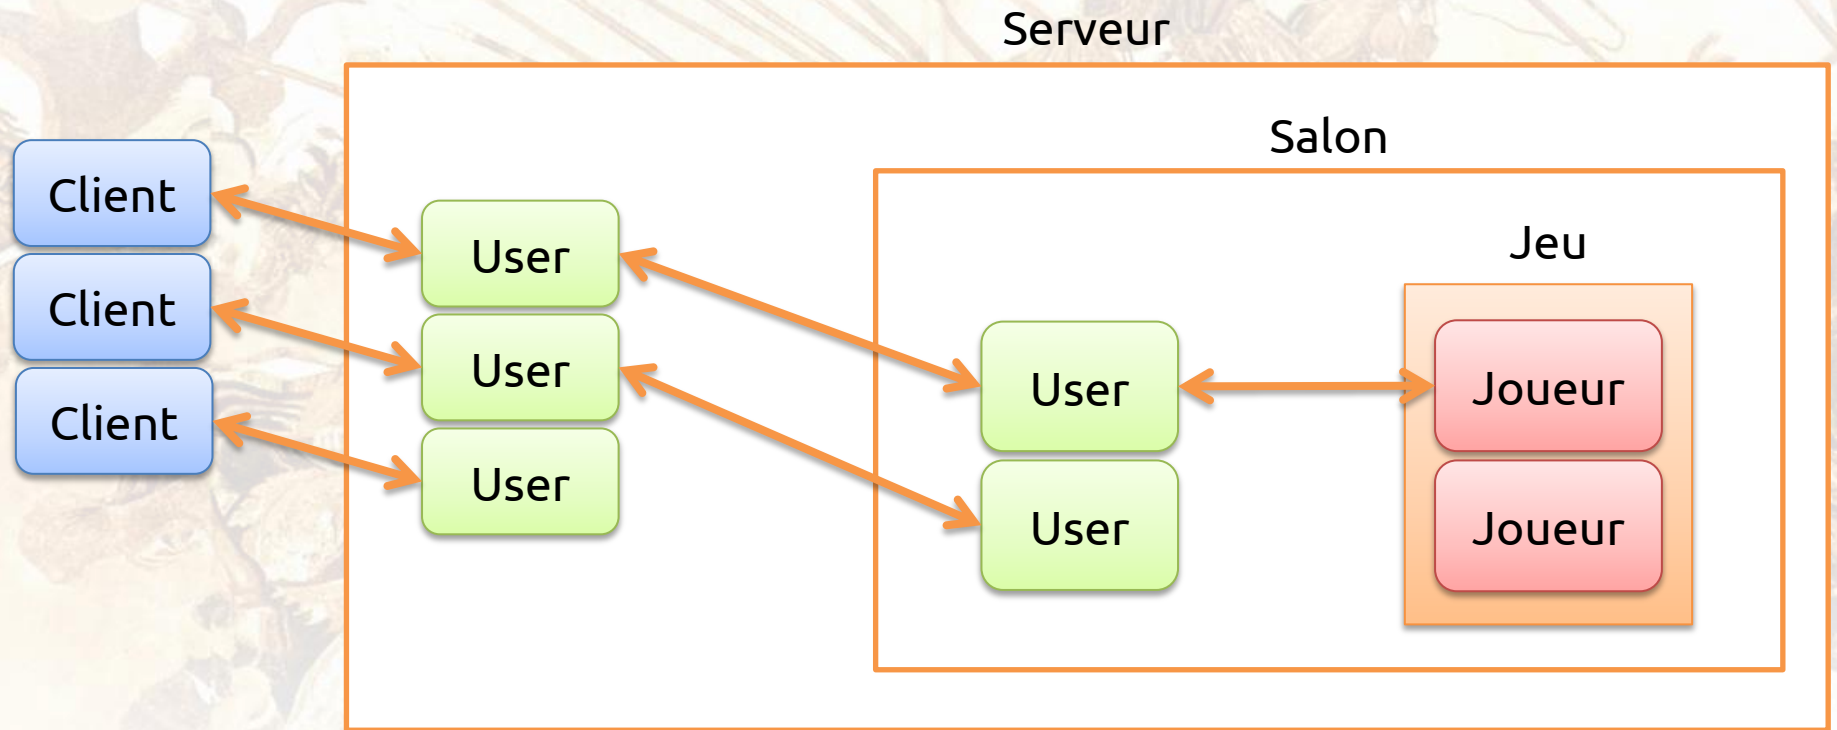 Serveur
Salon
Jeu
Client
Client
Client
User
User
User
User
User
Joueur
Joueur